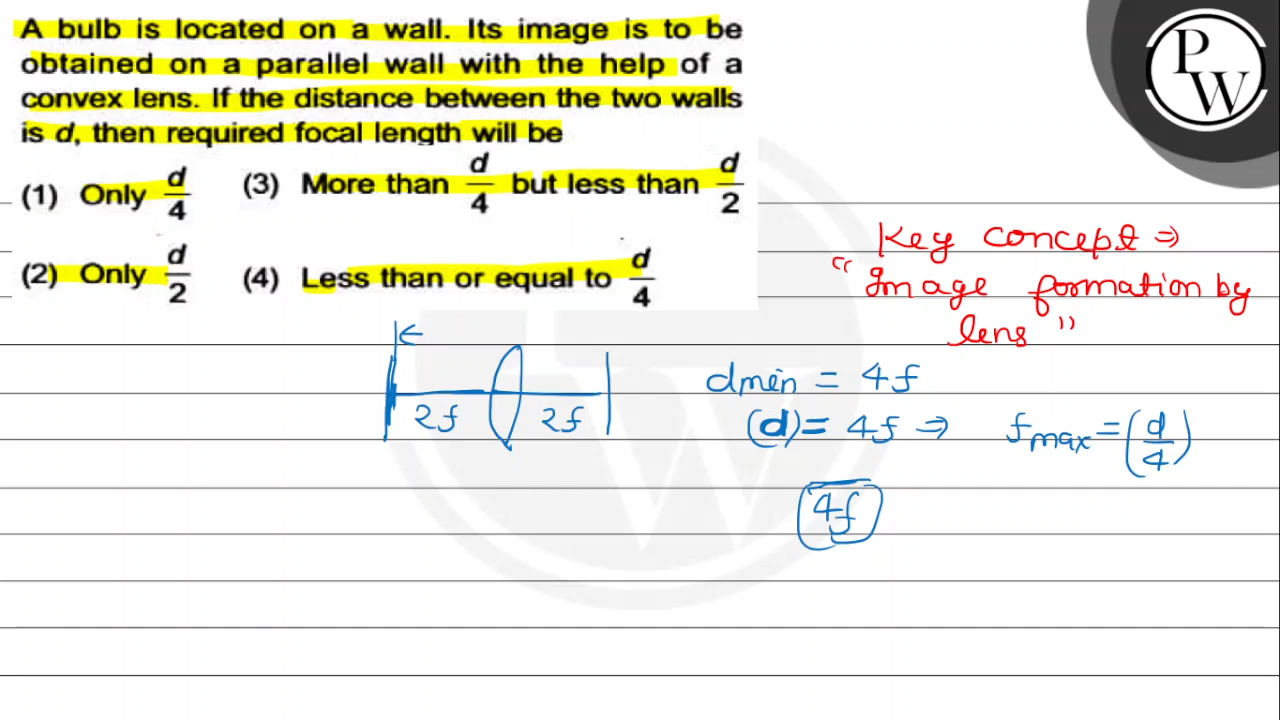 A bulb is located on a wall. Its image is to be
obtained on a parallel wall with the help of a
convex lens. If the distance between the two walls
is d, then required focal length will be
(1) Only d/4
(3) More than d/4 but less than d/2
(2) Only d/2
(4) Less than or equal to d/4
P
W
Key concept ⇒
"Image formation by
lens"
2f 2f
dmin = 4f
(d) = 4f ⇒ fmax = (d/4)
4f